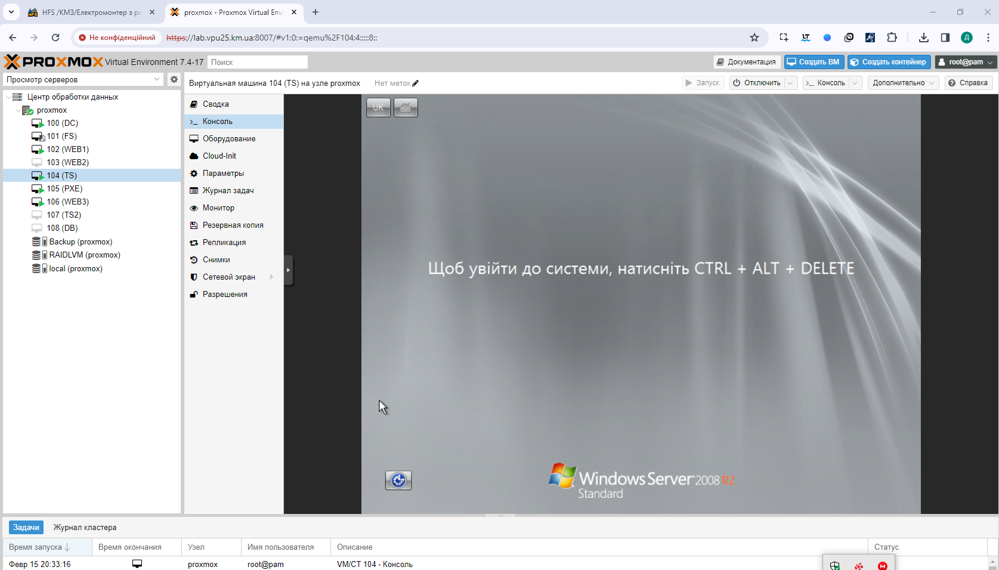 HFS /КМЗ/Електромонтер з ре
proxmox - Proxmox Virtual Envi
Не конфіденційний
https://lab.vpu25.km.ua:8007/#v1:0:=qemu%2F104:4:::::8::
Д
PROXMOX Virtual Environment 7.4-17
Поиск
Документация
Создать ВМ
Создать контейнер
root@pam
Просмотр серверов
Виртуальная машина 104 (TS) на узле proxmox
Нет меток
Запуск
Отключить
Консоль
Дополнительно
Справка
Центр обработки данных
proxmox
100 (DC)
101 (FS)
102 (WEB1)
103 (WEB2)
104 (TS)
105 (PXE)
106 (WEB3)
107 (TS2)
108 (DB)
Backup (proxmox)
RAIDLVM (proxmox)
local (proxmox)
Сводка
Консоль
Оборудование
Cloud-Init
Параметры
Журнал задач
Монитор
Резервная копия
Репликация
Снимки
Сетевой экран
Разрешения
UK
Щоб увійти до системи, натисніть CTRL + ALT + DELETE
Windows Server 2008 R2
Standard
Задачи
Журнал кластера
Время запуска
Время окончания
Узел
Имя пользователя
Описание
Статус
Февр 15 20:33:16
proxmox
root@pam
VM/CT 104 - Консоль